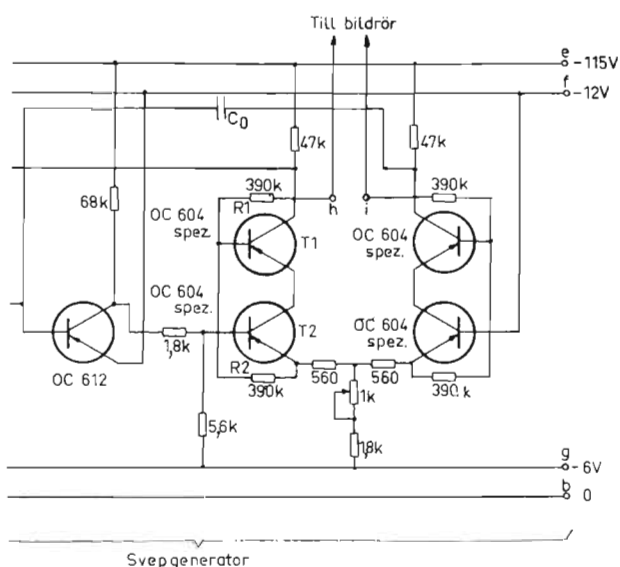 Till bildrör
e
-115V
f
-12V
C0
47k
47k
390k
390k
68k
R1
h
i
OC 604
spez.
T1
OC 604
spez.
OC 604
spez.
T2
OC 604
spez.
1,8k
OC 612
R2
390k
560
560
390k
1k
5,6k
1,8k
g
-6V
b
0
Svepgenerator